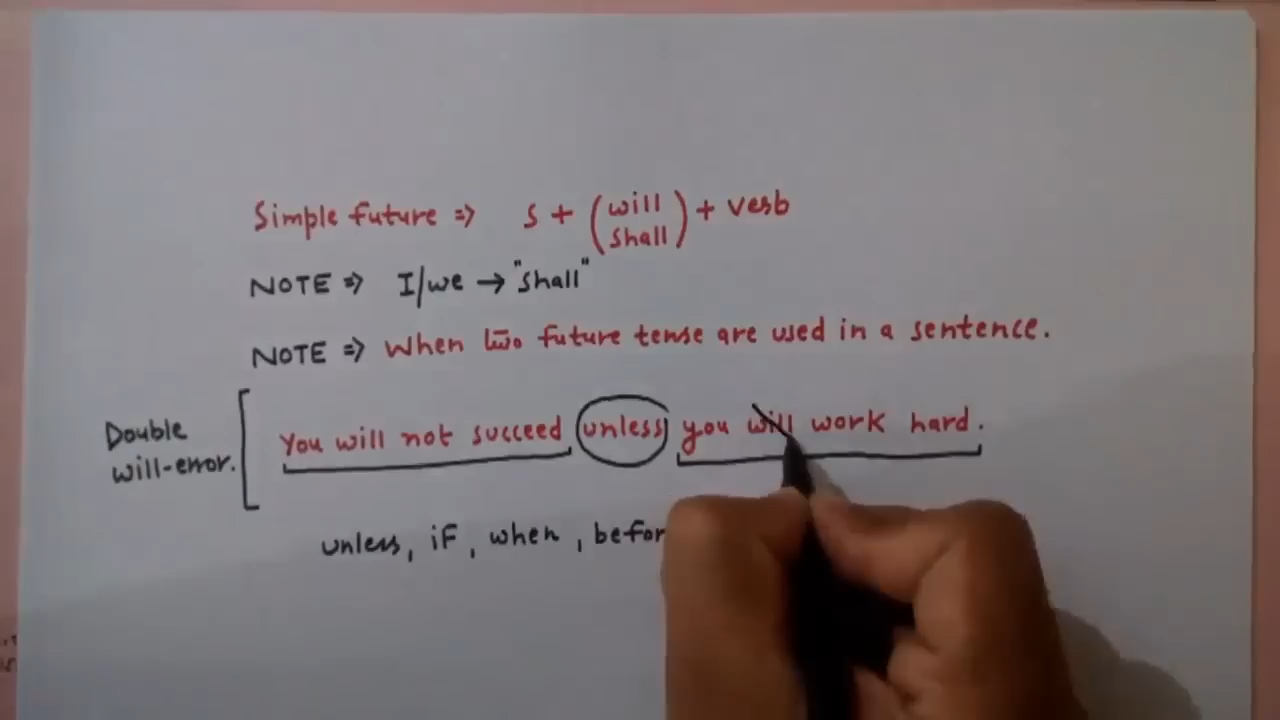 Simple future ⇒ S + (will shall) + verb
NOTE ⇒ I/we → "shall"
NOTE ⇒ When two future tense are used in a sentence.
Double will-error.
You will not succeed unless you will work hard.
unless, if, when, befor